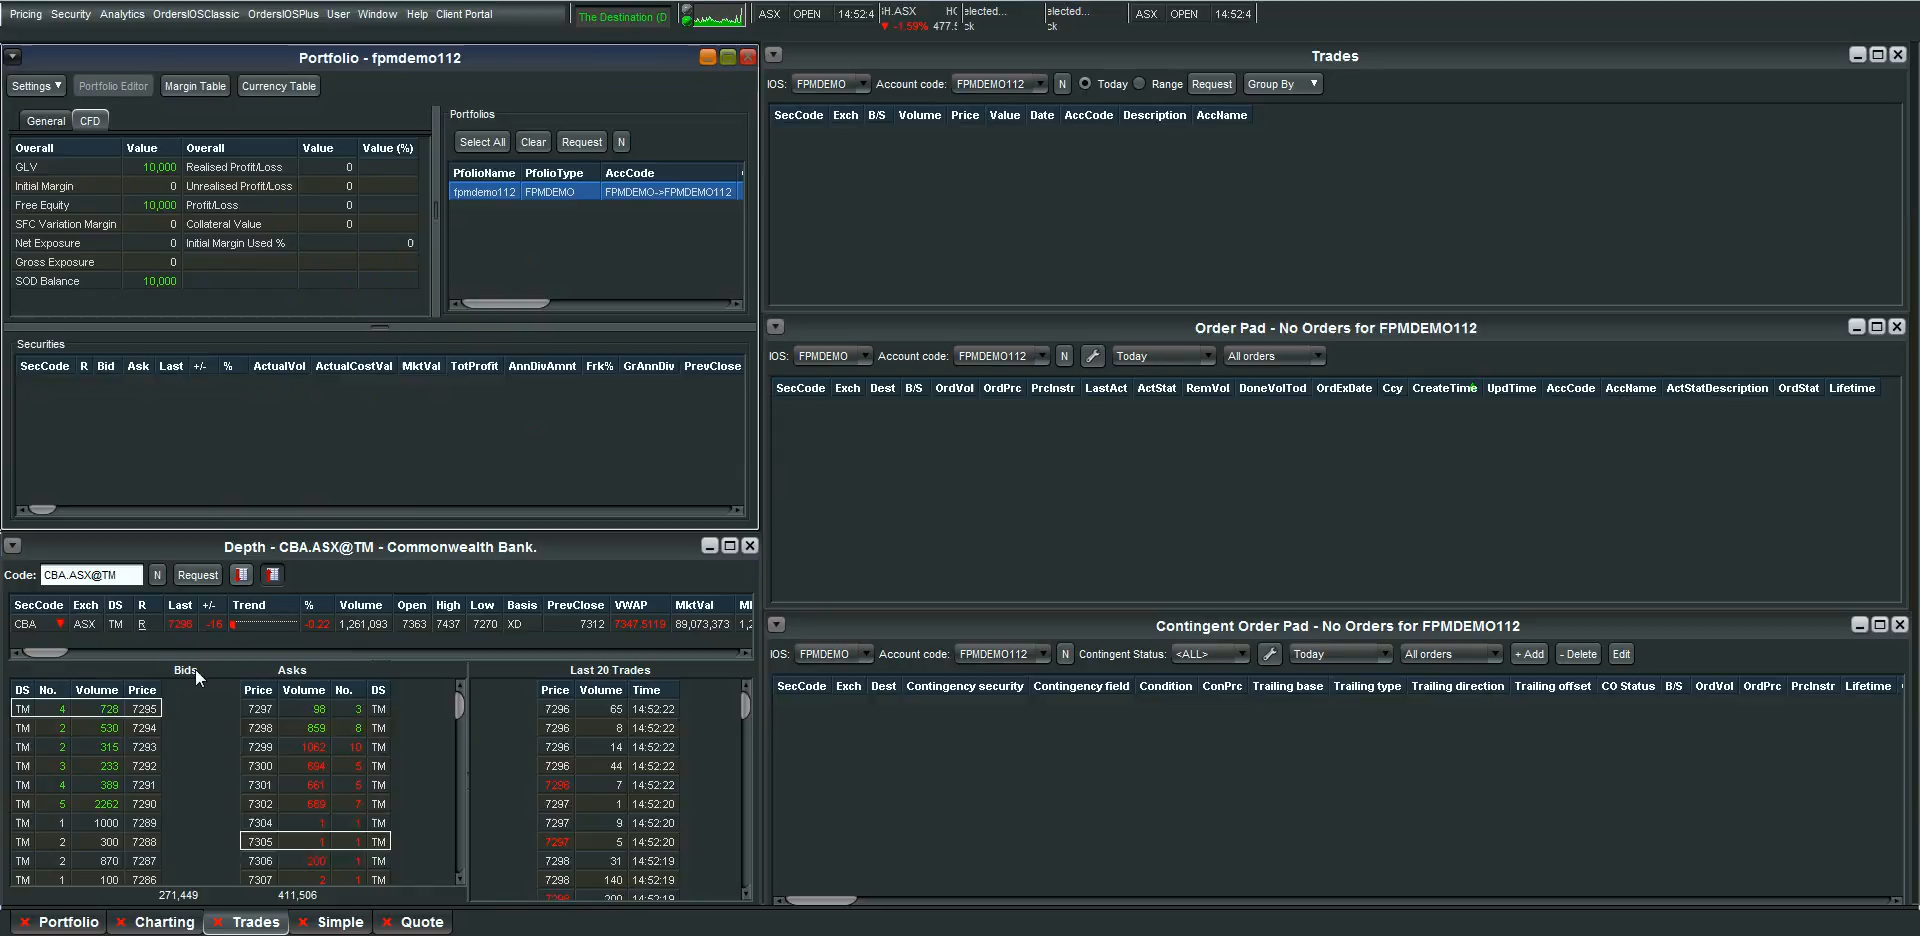 Pricing Security Analytics OrdersIOSClassic OrdersIOSPlus User Window Help Client Portal
The Destination (D
ASX OPEN 14:52:4
HC
-1.59% 477.
elected...
ck
elected...
ck
ASX OPEN 14:52:4
Portfolio - fpmdemo112
Settings Portfolio Editor Margin Table Currency Table
General CFD
Overall Value Overall Value Value (%)
GLV 10,000 Realised Profit/Loss 0
Initial Margin 0 Unrealised Profit/Loss 0
Free Equity 10,000 Profit/Loss 0
SFC Variation Margin 0 Collateral Value 0
Net Exposure 0 Initial Margin Used % 0
Gross Exposure 0
SOD Balance 10,000
Portfolios
Select All Clear Request N
PfolioName PfolioType AccCode
fpmdemo112 FPMDEMO FPMDEMO->FPMDEMO112
Securities
SecCode R Bid Ask Last +/- % ActualVol ActualCostVal MktVal TotProfit AnnDivAmnt Frk% GrAnnDiv PrevClose
Depth - CBA.ASX@TM - Commonwealth Bank.
Code: CBA.ASX@TM N Request
SecCode Exch DS R Last +/- Trend % Volume Open High Low Basis PrevClose VWAP MktVal
CBA ASX TM R 7296 -16 -0.22 1,261,093 7363 7437 7270 XD 7312 7347.5119 89,073,373
Bids Asks
DS No. Volume Price Price Volume No. DS
TM 4 728 7295 7297 98 3 TM
TM 2 530 7294 7298 859 8 TM
TM 2 315 7293 7299 1062 10 TM
TM 3 233 7292 7300 694 5 TM
TM 4 389 7291 7301 661 5 TM
TM 5 2262 7290 7302 669 7 TM
TM 1 1000 7289 7304 1 1 TM
TM 2 300 7288 7305 1 1 TM
TM 2 870 7287 7306 200 1 TM
TM 1 100 7286 7307 2 1 TM
271,449 411,506
Last 20 Trades
Price Volume Time
7296 65 14:52:22
7296 8 14:52:22
7296 14 14:52:22
7296 44 14:52:22
7296 7 14:52:22
7297 1 14:52:20
7297 9 14:52:20
7297 5 14:52:20
7298 31 14:52:19
7298 140 14:52:19
7298 200 14:52:19
Trades
IOS: FPMDEMO Account code: FPMDEMO112 N Today Range Request Group By
SecCode Exch B/S Volume Price Value Date AccCode Description AccName
Order Pad - No Orders for FPMDEMO112
IOS: FPMDEMO Account code: FPMDEMO112 N Today All orders
SecCode Exch Dest B/S OrdVol OrdPrc PrcInstr LastAct ActStat RemVol DoneVolTod OrdExDate Ccy CreateTime UpdTime AccCode AccName ActStatDescription OrdStat Lifetime
Contingent Order Pad - No Orders for FPMDEMO112
IOS: FPMDEMO Account code: FPMDEMO112 N Contingent Status: <ALL> Today All orders + Add - Delete Edit
SecCode Exch Dest Contingency security Contingency field Condition ConPrc Trailing base Trailing type Trailing direction Trailing offset CO Status B/S OrdVol OrdPrc PrcInstr Lifetime
Portfolio Charting Trades Simple Quote